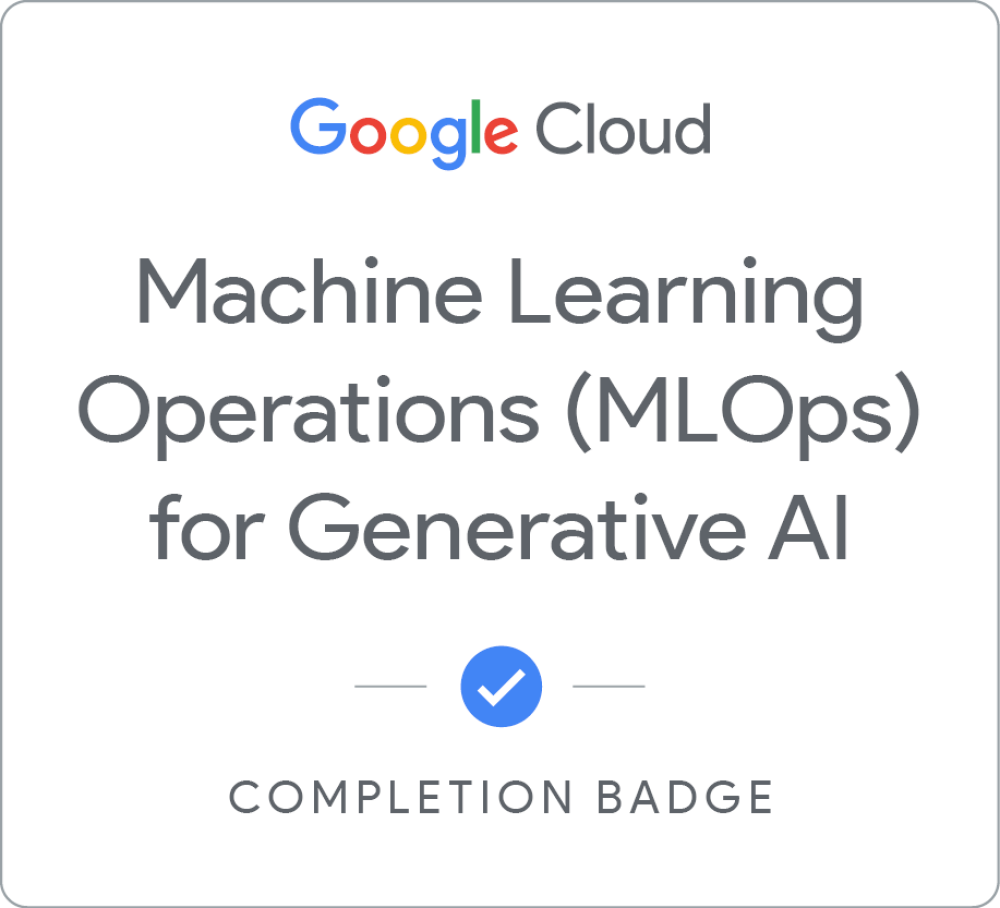 Google Cloud
Machine Learning
Operations (MLOps)
for Generative AI
COMPLETION BADGE